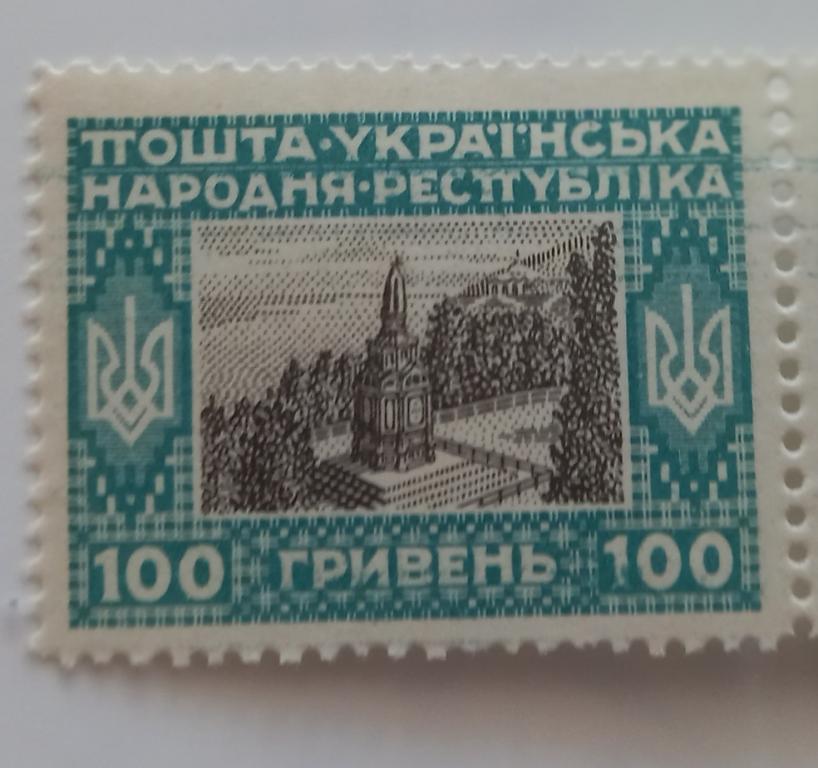 ПОШТА·УКРАЇНСЬКА
НАРОДНЯ·РЕСПУБЛІКА
100 ГРИВЕНЬ 100